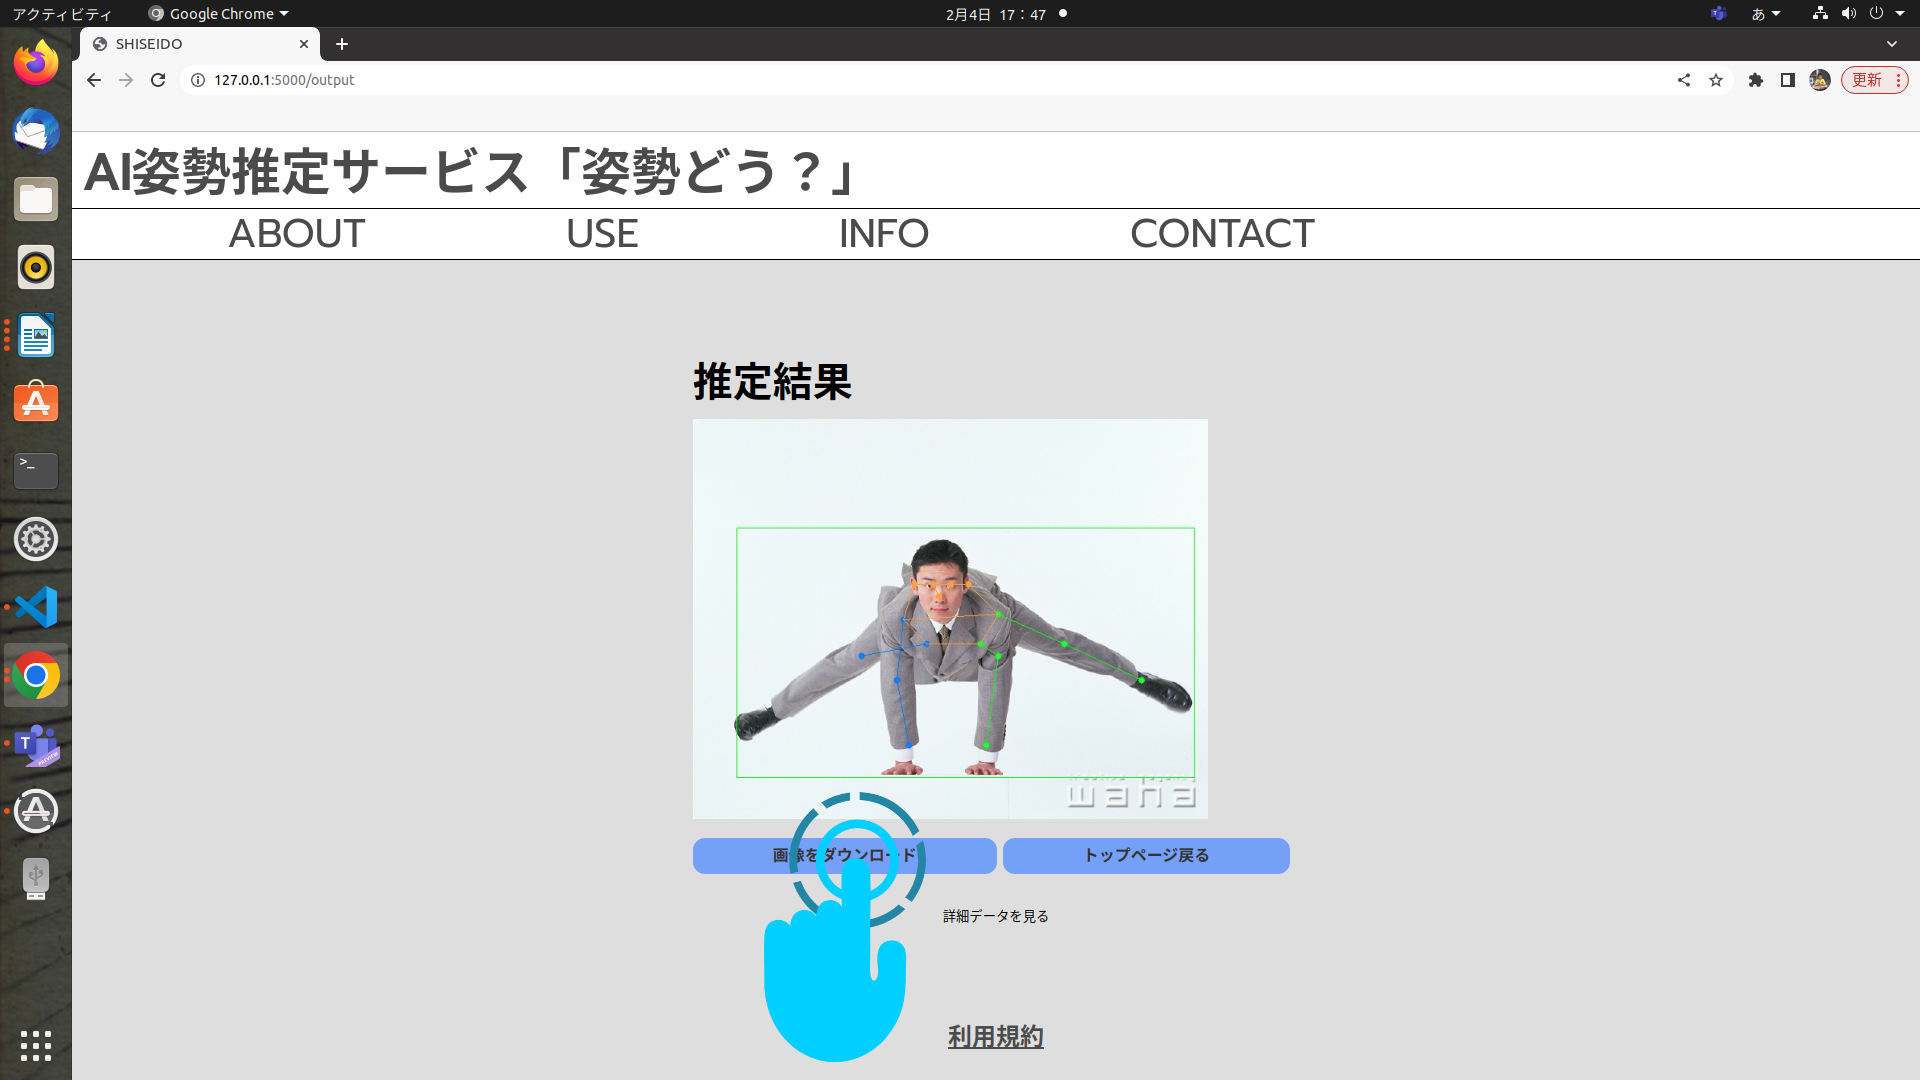 アクティビティ
Google Chrome
2月4日 17：47
あ
SHISEIDO
127.0.0.1:5000/output
更新
AI姿勢推定サービス「姿勢どう？」
ABOUT
USE
INFO
CONTACT
推定結果
waha
画像をダウンロード
トップページ戻る
詳細データを見る
利用規約